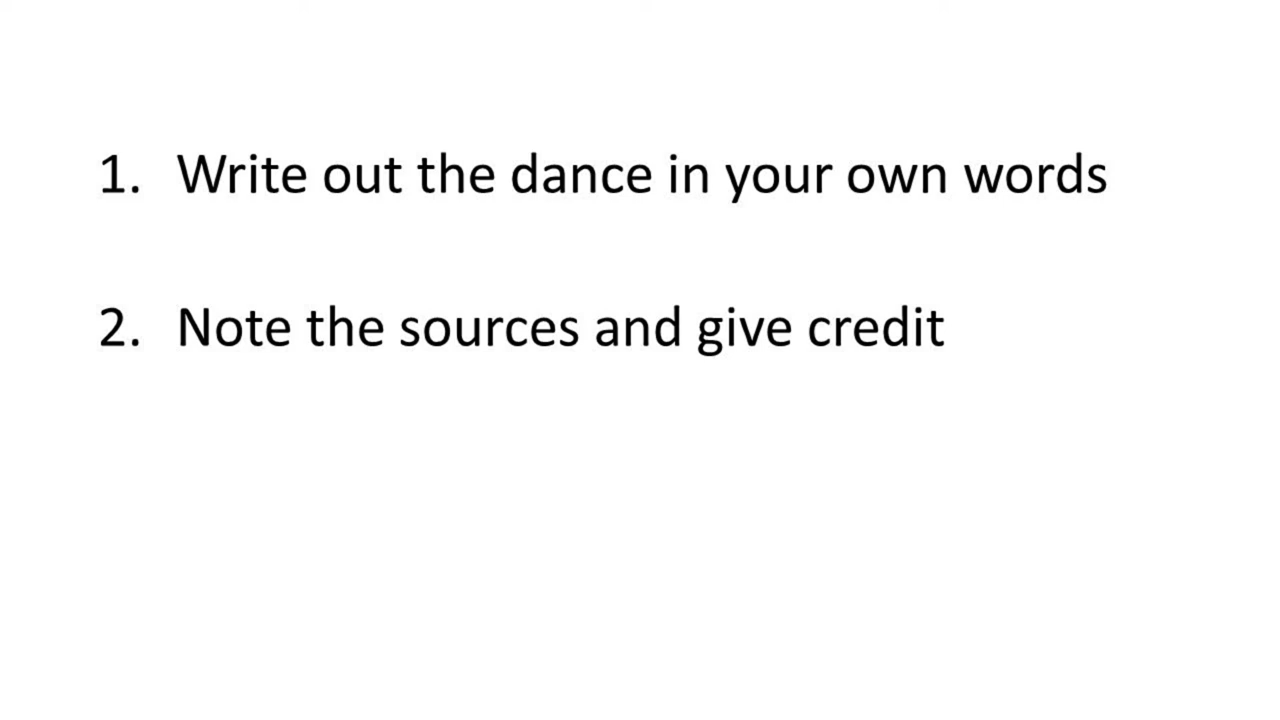 1. Write out the dance in your own words
2. Note the sources and give credit